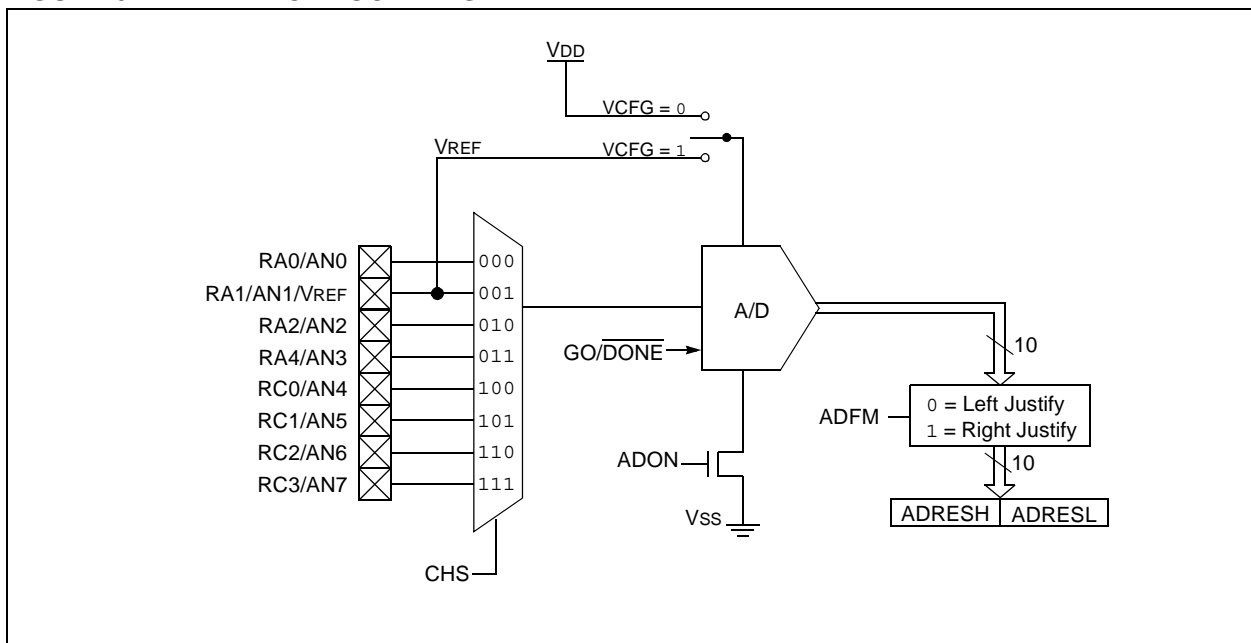 VDD
VCFG = 0
VREF
VCFG = 1
RA0/AN0
000
RA1/AN1/VREF
001
RA2/AN2
010
RA4/AN3
011
RC0/AN4
100
RC1/AN5
101
RC2/AN6
110
RC3/AN7
111
CHS
A/D
GO/DONE
ADON
VSS
10
ADFM
0 = Left Justify
1 = Right Justify
10
ADRESH ADRESL